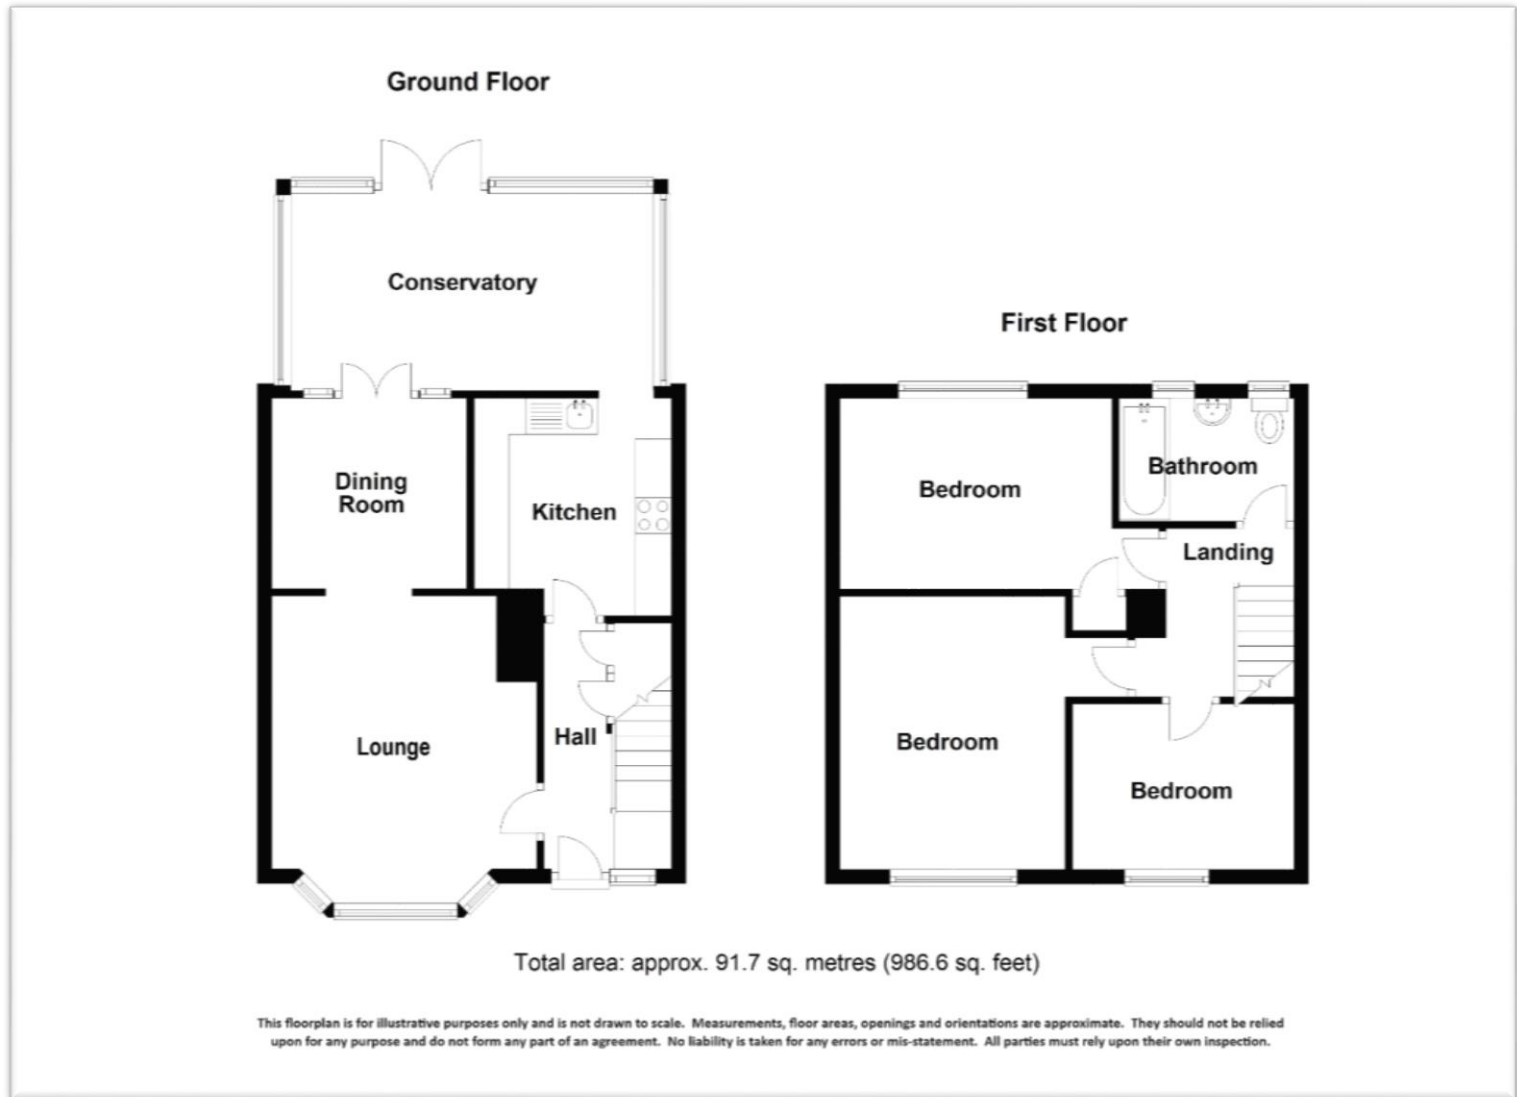 Ground Floor
Conservatory
Dining
Room
Kitchen
Lounge
Hall
First Floor
Bedroom
Bathroom
Landing
Bedroom
Bedroom
Total area: approx. 91.7 sq. metres (986.6 sq. feet)
This floorplan is for illustrative purposes only and is not drawn to scale. Measurements, floor areas, openings and orientations are approximate. They should not be relied
upon for any purpose and do not form any part of an agreement. No liability is taken for any errors or mis-statement. All parties must rely upon their own inspection.